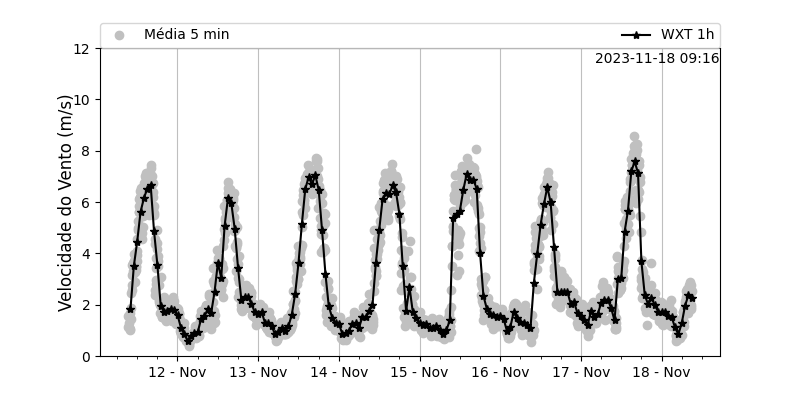 Média 5 min
WXT 1h
2023-11-18 09:16
Velocidade do Vento (m/s)
12
10
8
6
4
2
0
12 - Nov
13 - Nov
14 - Nov
15 - Nov
16 - Nov
17 - Nov
18 - Nov